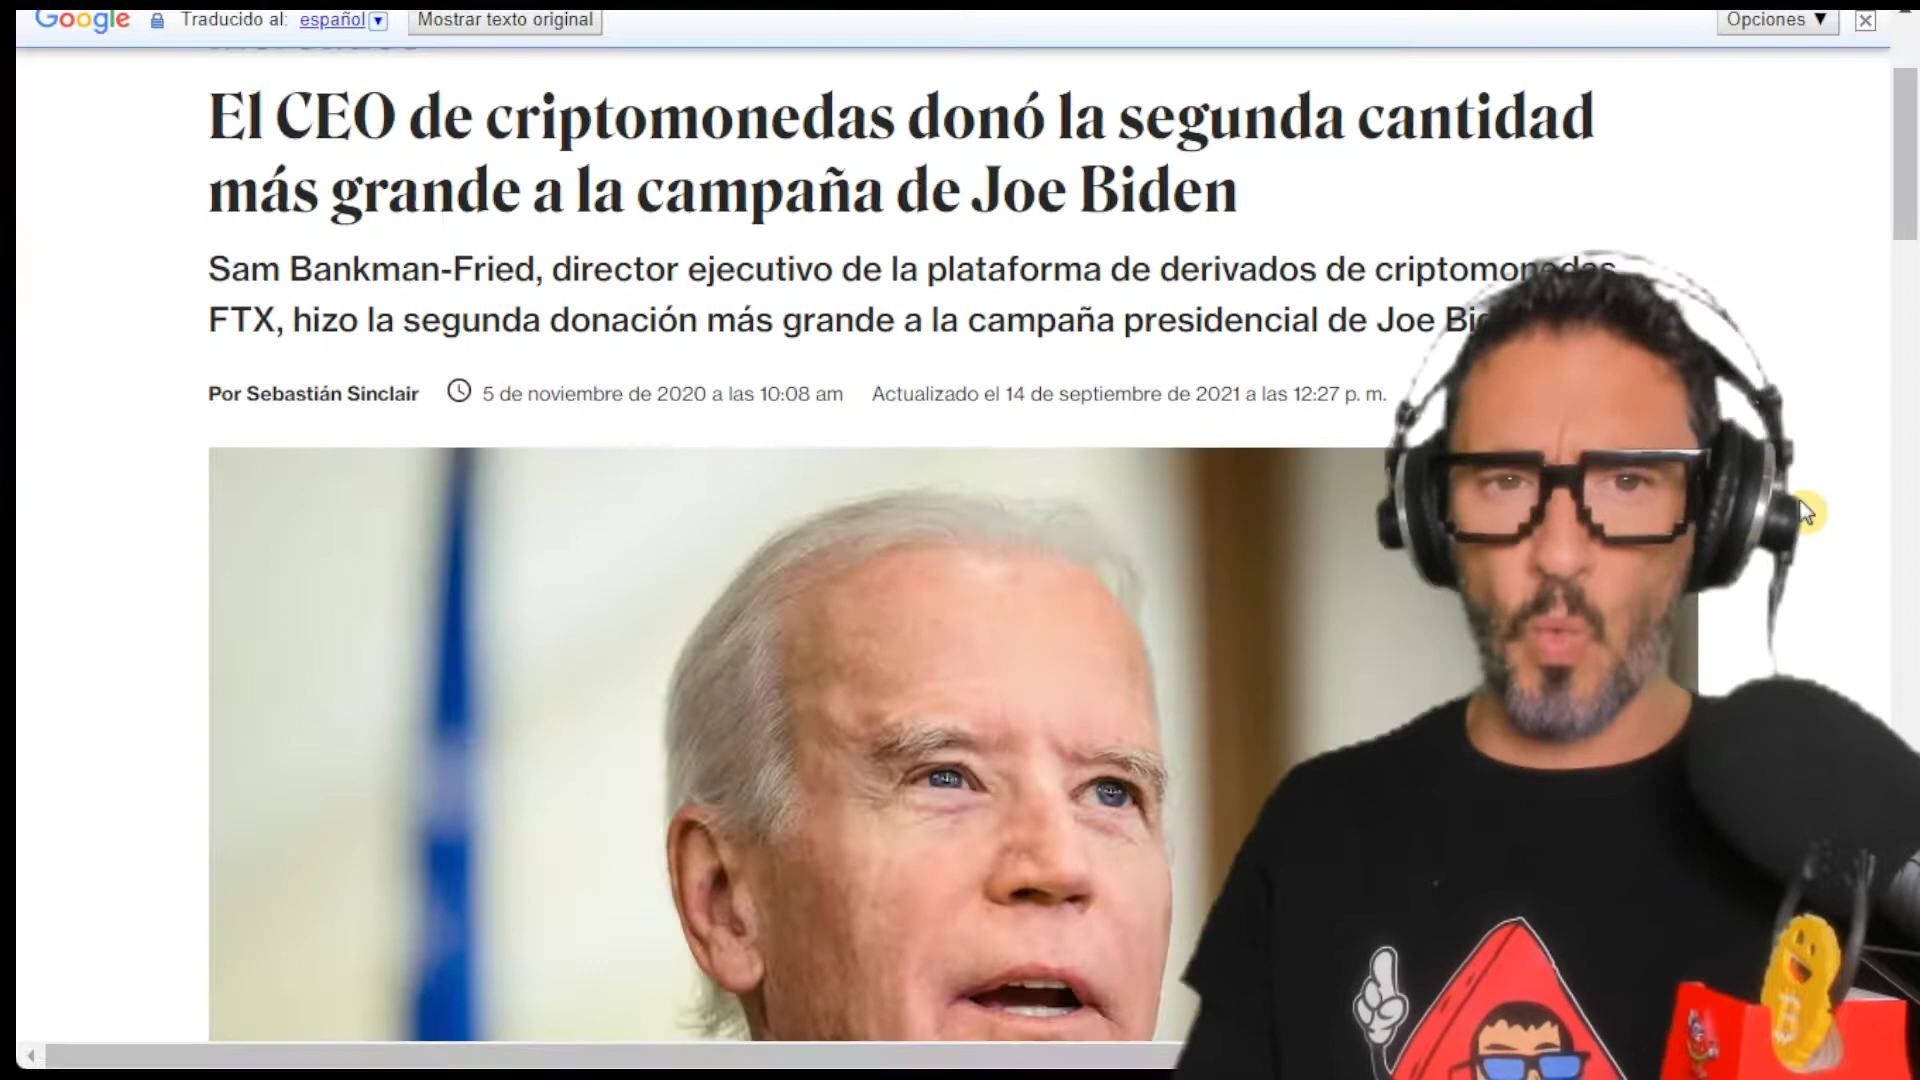 Google Traducido al: español Mostrar texto original Opciones
El CEO de criptomonedas donó la segunda cantidad
más grande a la campaña de Joe Biden
Sam Bankman-Fried, director ejecutivo de la plataforma de derivados de criptomonedas
FTX, hizo la segunda donación más grande a la campaña presidencial de Joe
Por Sebastián Sinclair 5 de noviembre de 2020 a las 10:08 am Actualizado el 14 de septiembre de 2021 a las 12:27 p. m.